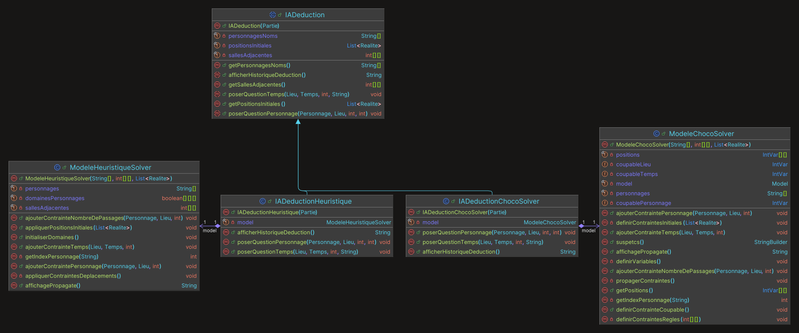 IADeduction
IADeduction(Partie)
personnagesNoms String[]
positionsInitiales List<Realite>
sallesAdjacentes int[][]
getPersonnagesNoms() String[]
afficherHistoriqueDeduction() String
getSallesAdjacentes() int[][]
poserQuestionTemps(Lieu, Temps, int, String) void
getPositionsInitiales() List<Realite>
poserQuestionPersonnage(Personnage, Lieu, int, int) void
ModeleHeuristiqueSolver
ModeleHeuristiqueSolver(String[], int[][], List<Realite>)
personnages String[]
domainesPersonnages boolean[][][]
sallesAdjacentes int[][]
ajouterContrainteNombreDePassages(Personnage, Lieu, int) void
appliquerPositionsInitiales(List<Realite>) void
initialiserDomaines() void
ajouterContrainteTemps(Lieu, Temps, int) void
getIndexPersonnage(String) int
ajouterContraintePersonnage(Personnage, Lieu, int) void
appliquerContraintesDeplacements() void
affichagePropagate() String
1 1
model
IADeductionHeuristique
IADeductionHeuristique(Partie)
model ModeleHeuristiqueSolver
afficherHistoriqueDeduction() String
poserQuestionPersonnage(Personnage, Lieu, int, int) void
poserQuestionTemps(Lieu, Temps, int, String) void
IADeductionChocoSolver
IADeductionChocoSolver(Partie)
model ModeleChocoSolver
poserQuestionPersonnage(Personnage, Lieu, int, int) void
poserQuestionTemps(Lieu, Temps, int, String) void
afficherHistoriqueDeduction() String
1 1
model
ModeleChocoSolver
ModeleChocoSolver(String[], int[][], List<Realite>)
positions IntVar[][]
coupableLieu IntVar
coupableTemps IntVar
model Model
personnages String[]
coupablePersonnage IntVar
ajouterContraintePersonnage(Personnage, Lieu, int) void
definirContraintesInitiales(List<Realite>) void
ajouterContrainteTemps(Lieu, Temps, int) void
suspetcs() StringBuilder
affichagePropagate() String
definirVariables() void
ajouterContrainteNombreDePassages(Personnage, Lieu, int) void
propagerContraintes() void
getPositions() IntVar[][]
getIndexPersonnage(String) int
definirContrainteCoupable() void
definirContraintesRegles(int[][]) void